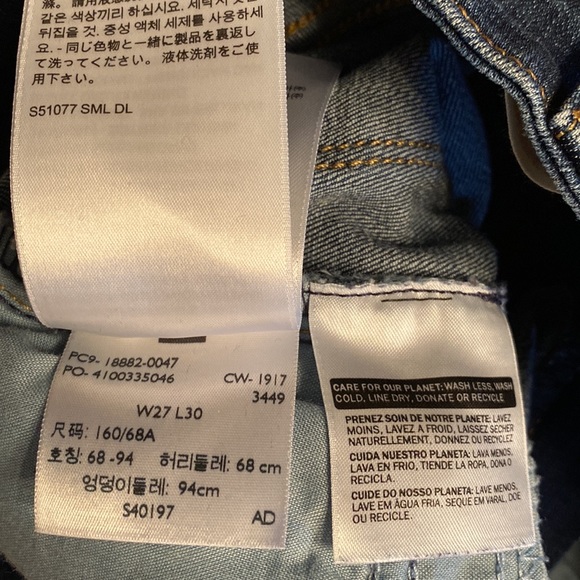 같은 색상끼리 하십시요. 세탁시 옷을
뒤집을 것. 중성 액체 세제를 사용하세
요. - 同じ色物と一緒に製品を裏返し
て洗ってください。液体洗剤をご使
用下さい。
S51077 SML DL
PC9- 18882-0047
PO- 4100335046
CW- 1917
3449
W27 L30
尺码: 160/68A
호칭: 68 -94 허리둘레: 68 cm
엉덩이둘레: 94cm
S40197
AD
CARE FOR OUR PLANET: WASH LESS, WASH
COLD, LINE DRY, DONATE OR RECYCLE
PRENEZ SOIN DE NOTRE PLANETE: LAVEZ
MOINS, LAVEZ A FROID, LAISSEZ SECHER
NATURELLEMENT, DONNEZ OU RECYCLEZ
CUIDA NUESTRO PLANETA: LAVA MENOS,
LAVA EN FRIO, TIENDE LA ROPA, DONA O
RECICLA.
CUIDE DO NOSSO PLANETA: LAVE MENOS,
LAVE EM ÁGUA FRIA, SEQUE EM VARAL, DOE
OU RECICLE